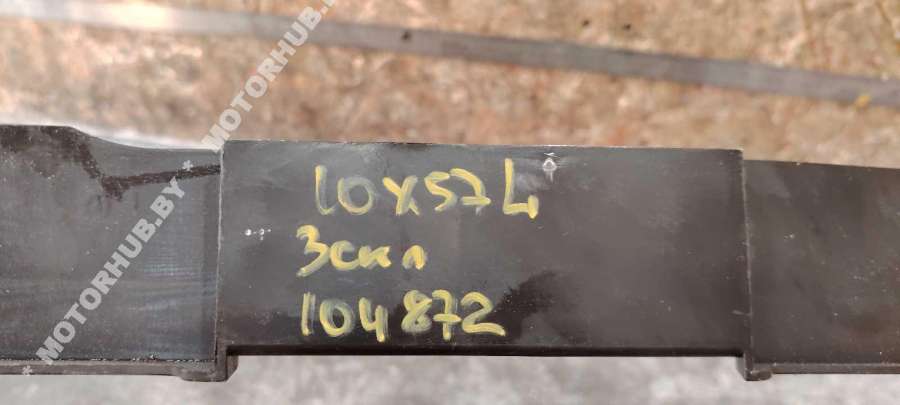 * MOTORHUB.BY * MOTORHUB.BY *
10X57L
3скл
104872